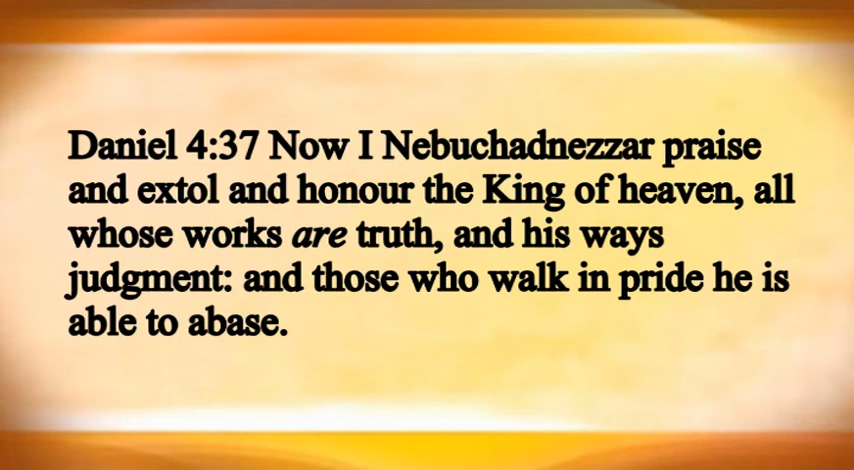 Daniel 4:37 Now I Nebuchadnezzar praise
and extol and honour the King of heaven, all
whose works are truth, and his ways
judgment: and those who walk in pride he is
able to abase.